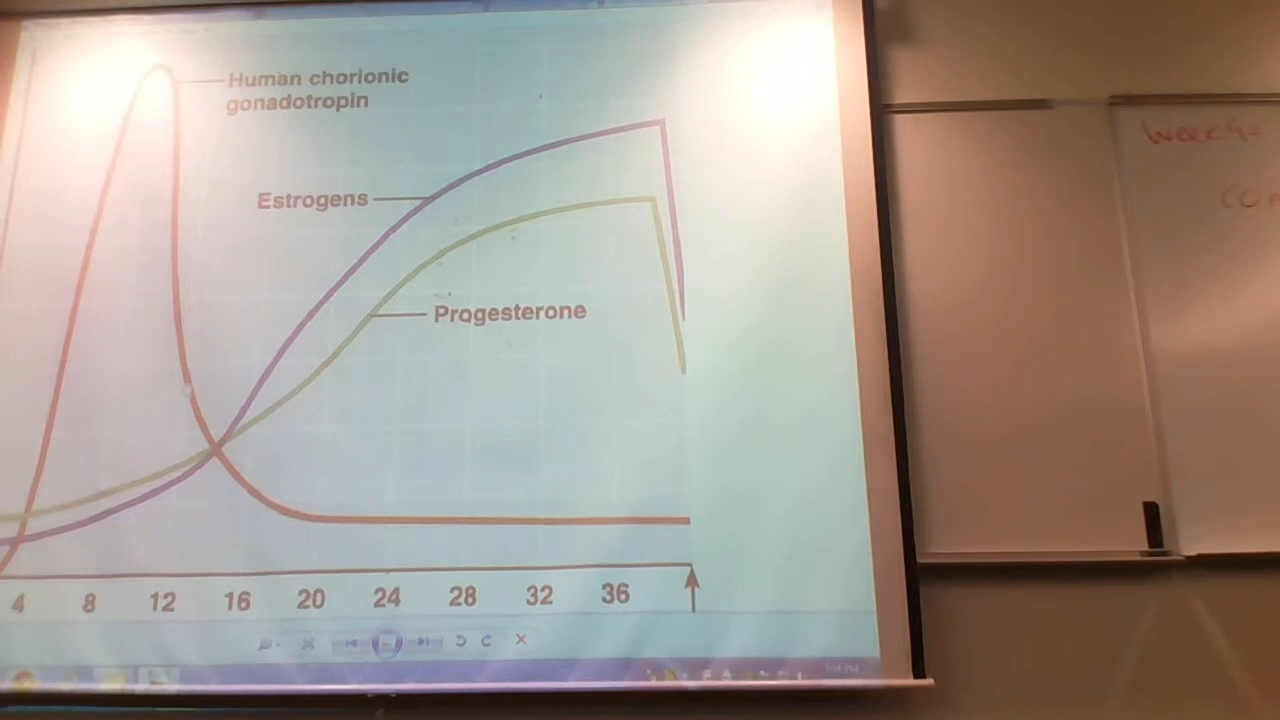 Human chorionic
gonadotropin
Estrogens
Progesterone
4 8 12 16 20 24 28 32 36